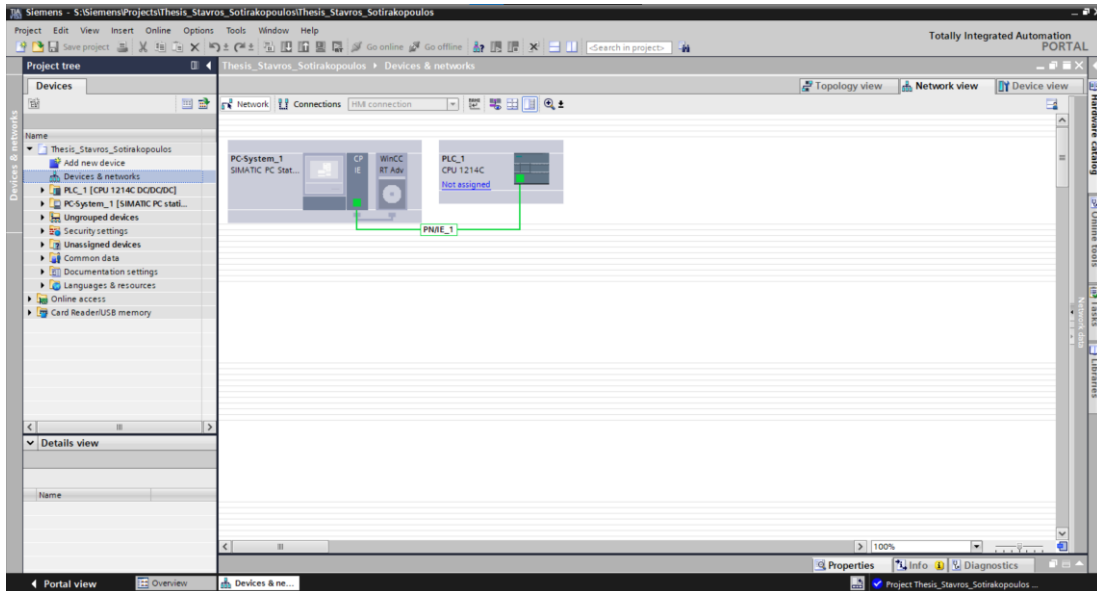 Siemens - S:\Siemens\Projects\Thesis_Stavros_Sotirakopoulos\Thesis_Stavros_Sotirakopoulos
Project Edit View Insert Online Options Tools Window Help
Totally Integrated Automation
PORTAL
Save project Go online Go offline <Search in project>
Project tree
Thesis_Stavros_Sotirakopoulos Devices & networks
Devices
Topology view Network view Device view
Network Connections HMI connection
Name
Thesis_Stavros_Sotirakopoulos
Add new device
Devices & networks
PLC_1 [CPU 1214C DC/DC/DC]
PC-System_1 [SIMATIC PC stati...
Ungrouped devices
Security settings
Unassigned devices
Common data
Documentation settings
Languages & resources
Online access
Card Reader/USB memory
PC-System_1
SIMATIC PC Stat...
CP
IE
WinCC
RT Adv
PLC_1
CPU 1214C
Not assigned
PN/IE_1
Details view
Name
100%
Properties Info Diagnostics
Portal view Overview Devices & ne...
Project Thesis_Stavros_Sotirakopoulos ...
Devices & networks
Hardware catalog
Online tools
Tasks
Libraries
Network data